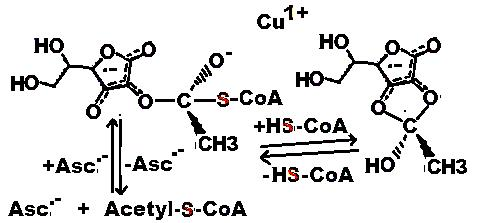 Cu1+
HO
HO
O
O
O
O
O-
C
S-CoA
CH3
HO
HO
O
O
O
O
C
HO
CH3
+HS-CoA
-HS-CoA
+Asc·-
-Asc·-
Asc·- + Acetyl-S-CoA